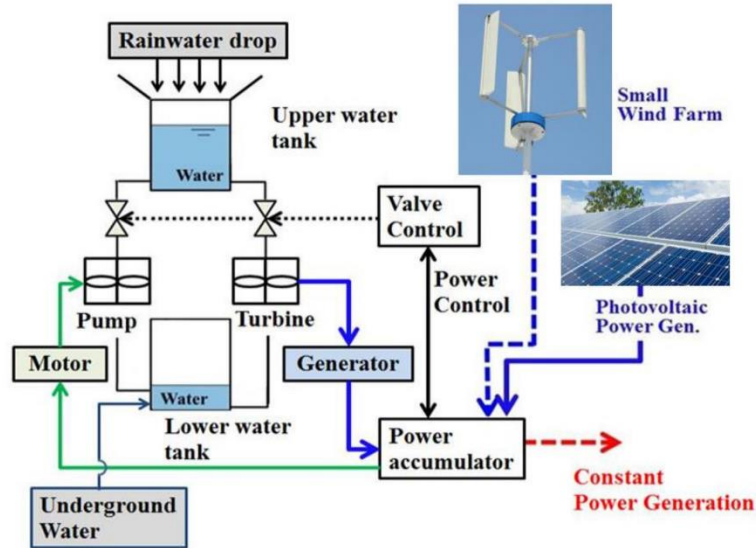 Rainwater drop
Upper water
tank
Water
Small
Wind Farm
Valve
Control
Power
Control
Photovoltaic
Power Gen.
Pump
Turbine
Motor
Generator
Water
Lower water
tank
Power
accumulator
Constant
Power Generation
Underground
Water